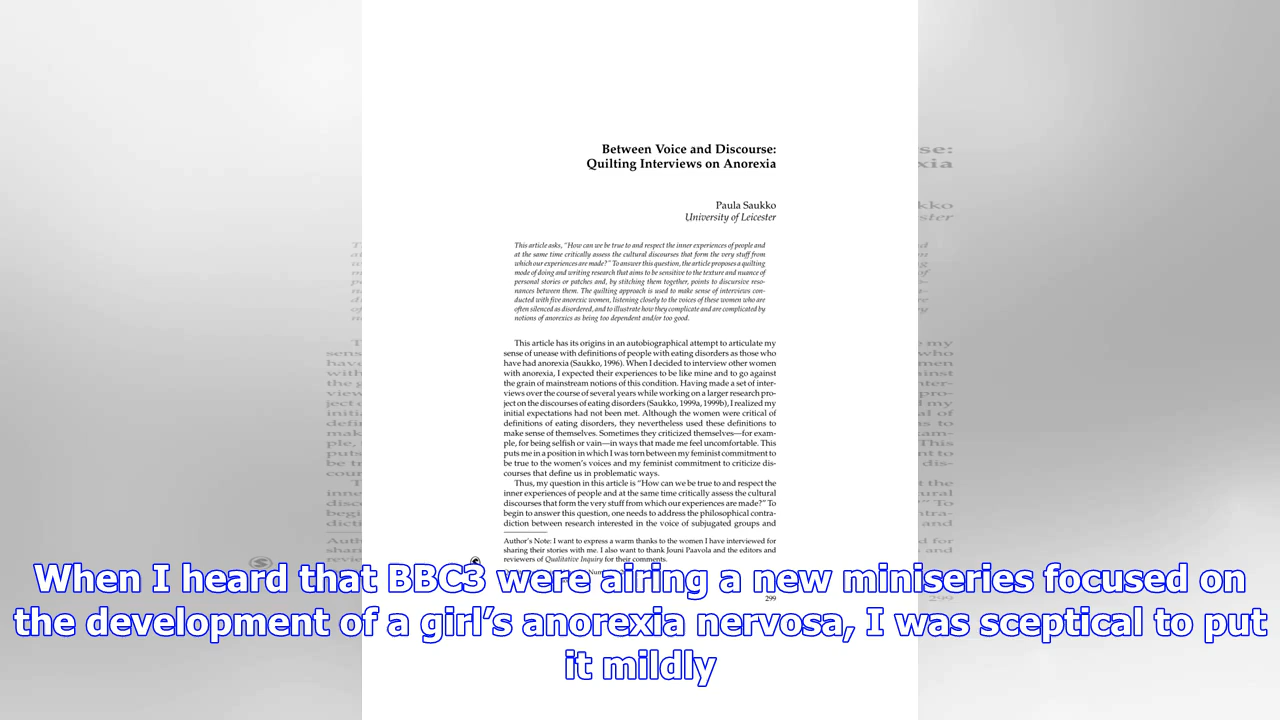 Between Voice and Discourse:
Quilting Interviews on Anorexia
Paula Saukko
University of Leicester
This article asks, "How can we be true to and respect the inner experiences of people and
at the same time critically assess the cultural discourses that form the very stuff from
which our experiences are made?" To answer this question, the article proposes a quilting
mode of doing and writing research that aims to be sensitive to the texture and nuance of
personal stories or patches and, by stitching them together, points to discursive reso-
nances between them. The quilting approach is used to make sense of interviews con-
ducted with five anorexic women, listening closely to the voices of these women who are
often silenced as disordered, and to illustrate how they complicate and are complicated by
notions of anorexics as being too dependent and/or too good.
This article has its origins in an autobiographical attempt to articulate my
sense of unease with definitions of people with eating disorders as those who
have had anorexia (Saukko, 1996). When I decided to interview other women
with anorexia, I expected their experiences to be like mine and to go against
the grain of mainstream notions of this condition. Having made a set of inter-
views over the course of several years while working on a larger research pro-
ject on the discourses of eating disorders (Saukko, 1999a, 1999b), I realized my
initial expectations had not been met. Although the women were critical of
definitions of eating disorders, they nevertheless used these definitions to
make sense of themselves. Sometimes they criticized themselves—for exam-
ple, for being selfish or vain—in ways that made me feel uncomfortable. This
puts me in a position in which I was torn between my feminist commitment to
be true to the women's voices and my feminist commitment to criticize dis-
courses that define us in problematic ways.
Thus, my question in this article is "How can we be true to and respect the
inner experiences of people and at the same time critically assess the cultural
discourses that form the very stuff from which our experiences are made?" To
begin to answer this question, one needs to address the philosophical contra-
diction between research interested in the voice of subjugated groups and
Author's Note: I want to express a warm thanks to the women I have interviewed for
sharing their stories with me. I also want to thank Jouni Paavola and the editors and
reviewers of Qualitative Inquiry for their comments.
299
When I heard that BBC3 were airing a new miniseries focused on
the development of a girl’s anorexia nervosa, I was sceptical to put
it mildly